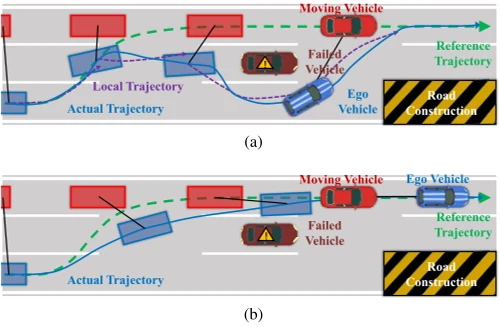 Moving Vehicle
Failed
Vehicle
Reference
Trajectory
Local Trajectory
Ego
Vehicle
Actual Trajectory
Road
Construction
(a)
Moving Vehicle
Ego Vehicle
Reference
Trajectory
Failed
Vehicle
Actual Trajectory
Road
Construction
(b)